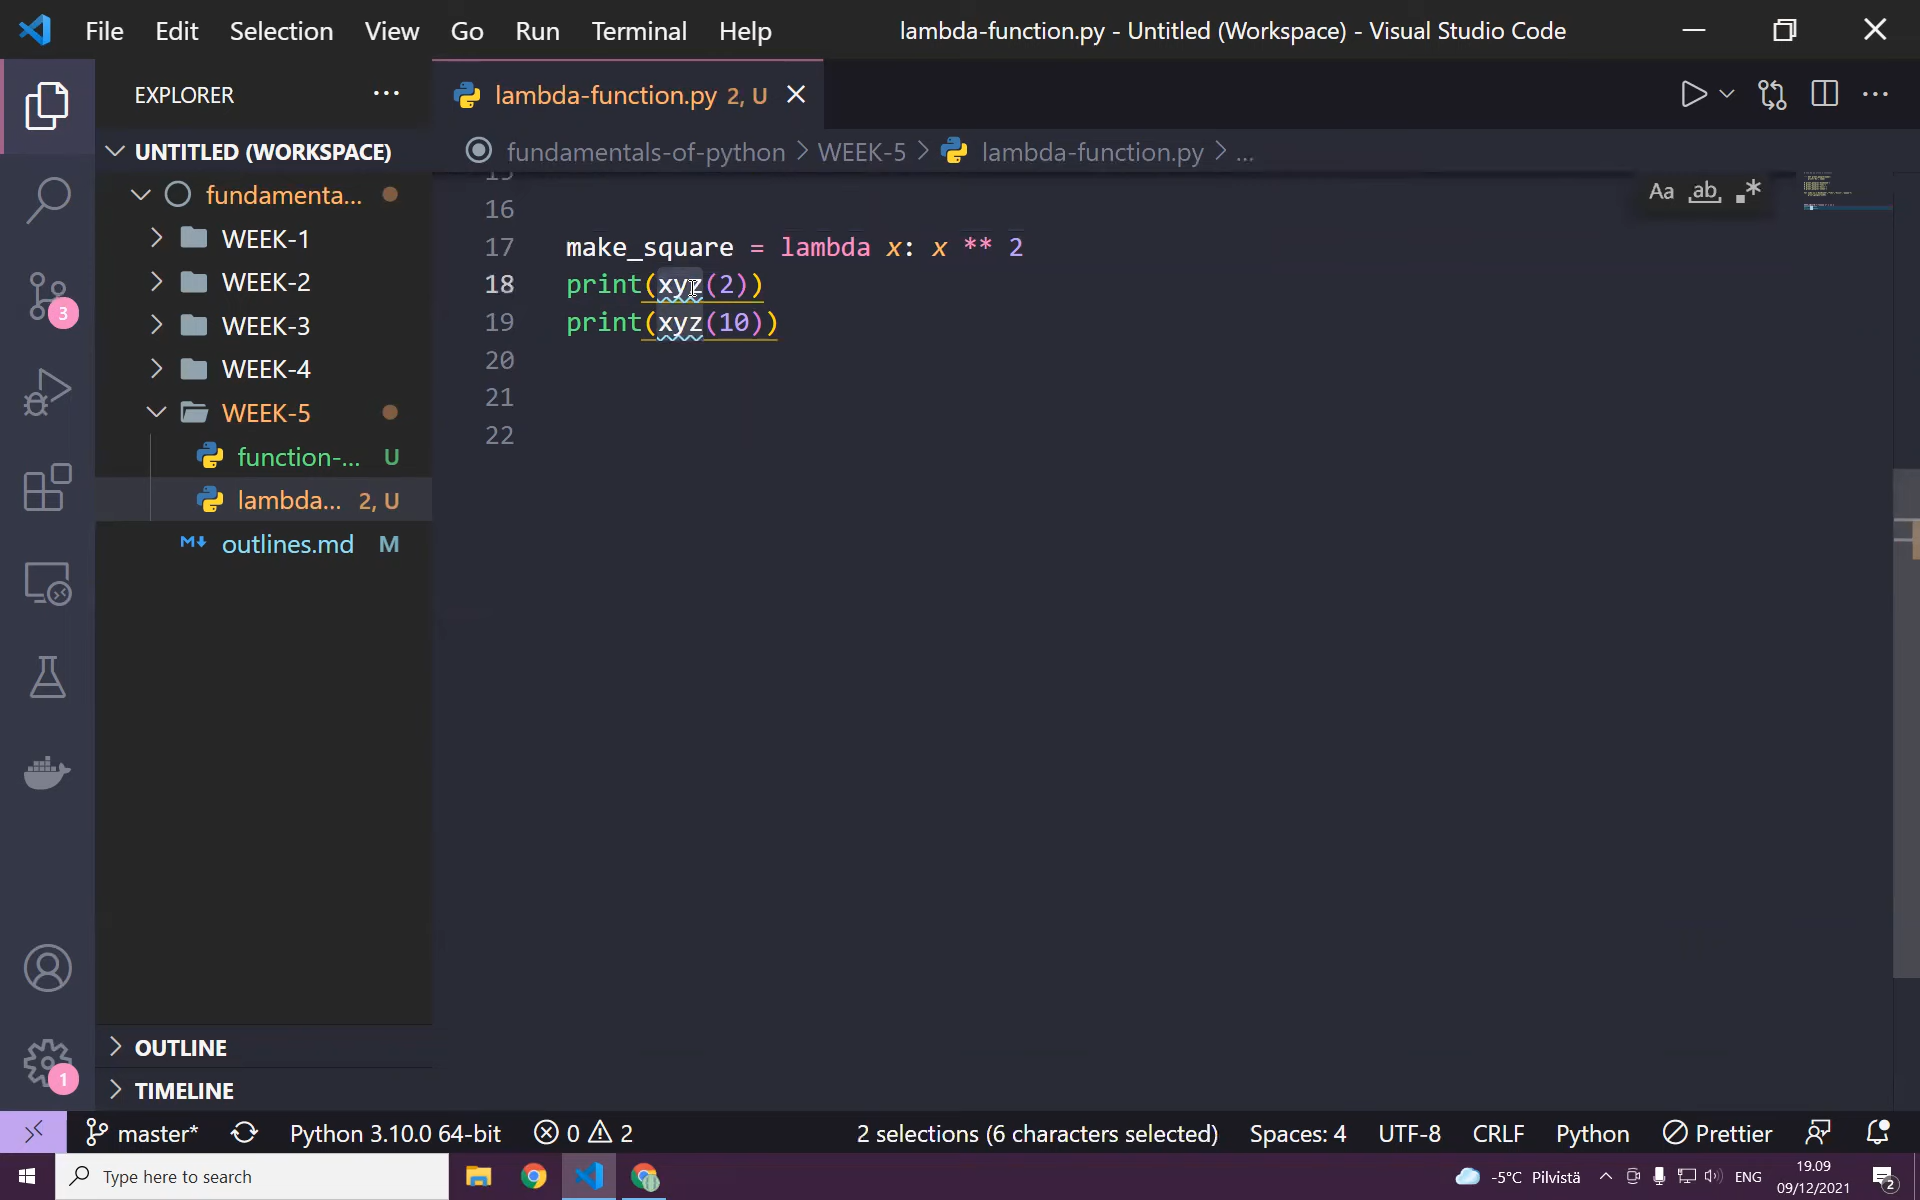 File Edit Selection View Go Run Terminal Help
lambda-function.py - Untitled (Workspace) - Visual Studio Code
EXPLORER
lambda-function.py 2, U
UNTITLED (WORKSPACE)
fundamentals-of-python > WEEK-5 > lambda-function.py > ...
fundamenta...
WEEK-1
WEEK-2
WEEK-3
WEEK-4
WEEK-5
function-... U
lambda... 2, U
outlines.md M
OUTLINE
TIMELINE
Aa ab
15
16
17 make_square = lambda x: x ** 2
18 print(xyz(2))
19 print(xyz(10))
20
21
22
3
1
master* Python 3.10.0 64-bit 0 2 2 selections (6 characters selected) Spaces: 4 UTF-8 CRLF Python Prettier
Type here to search
-5°C Pilvistä ENG
19.09
09/12/2021
2